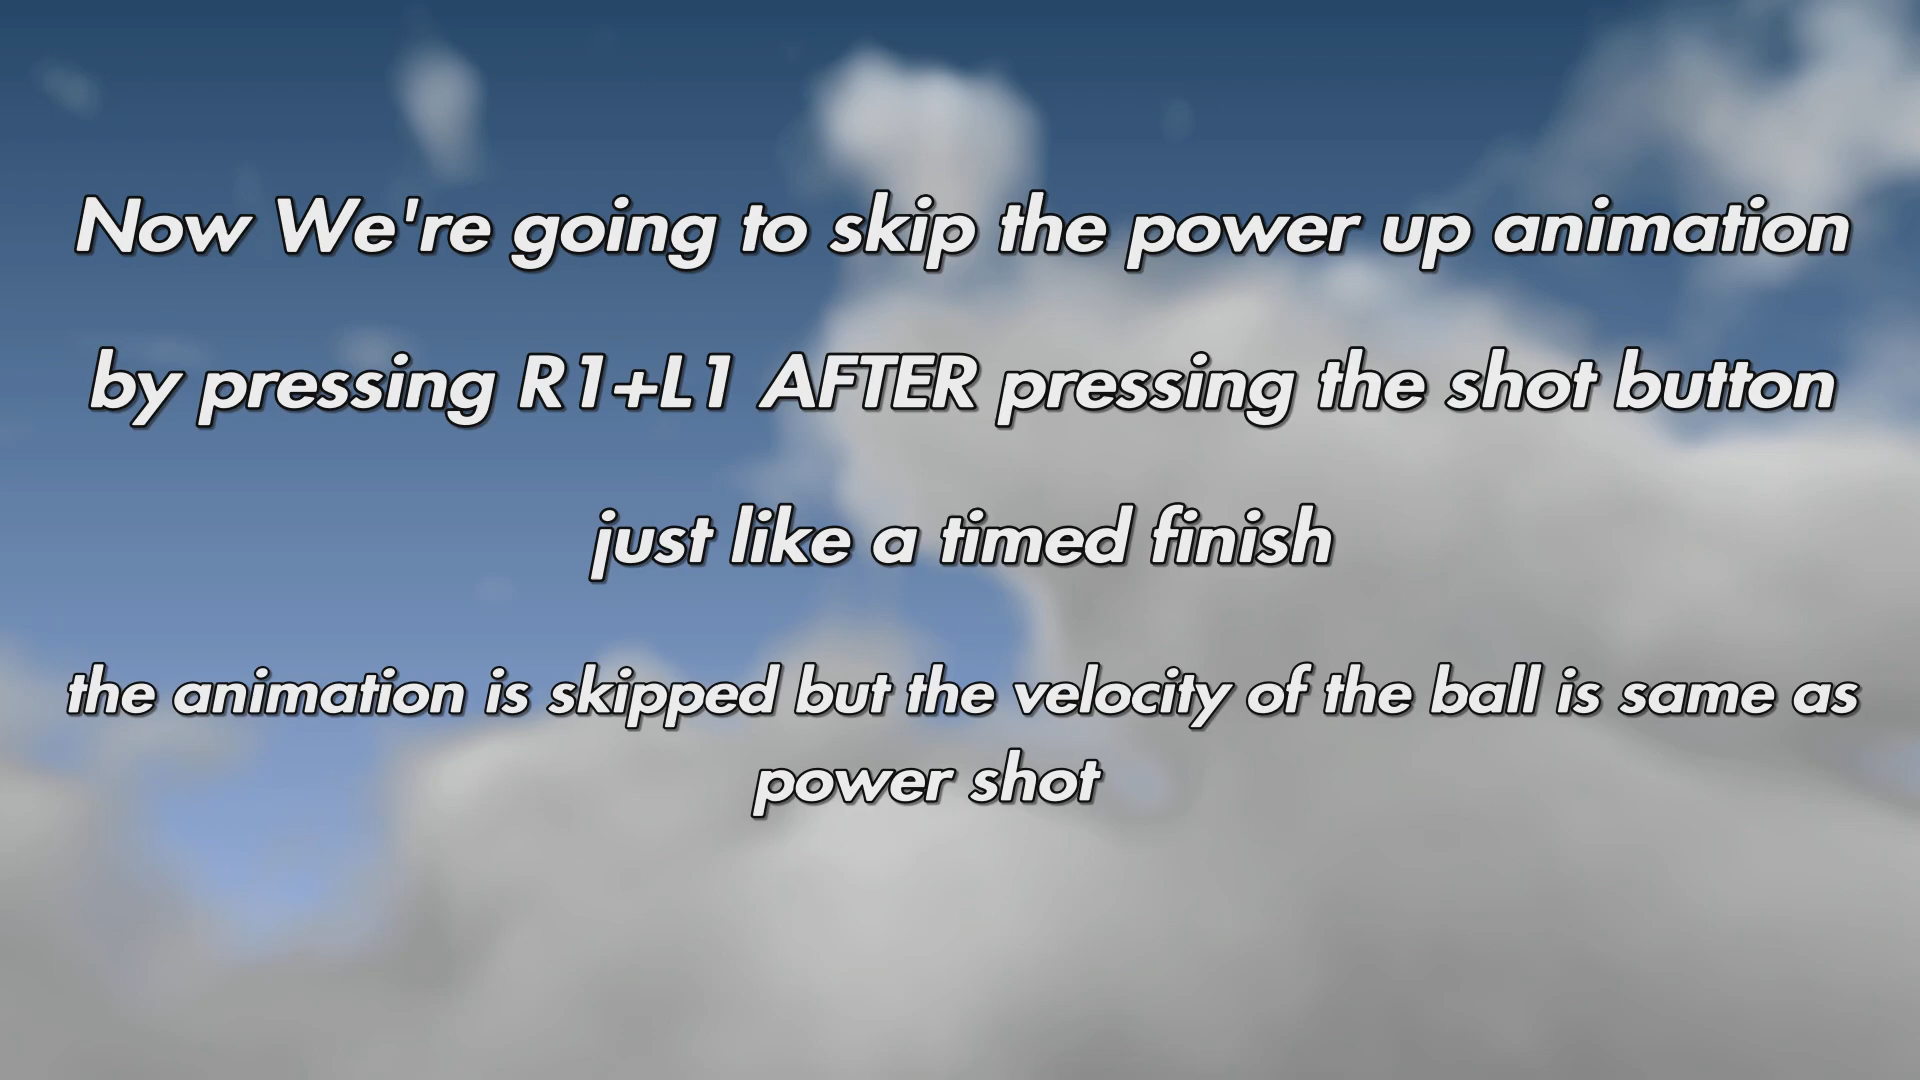 Now We're going to skip the power up animation
by pressing R1+L1 AFTER pressing the shot button
just like a timed finish
the animation is skipped but the velocity of the ball is same as
power shot